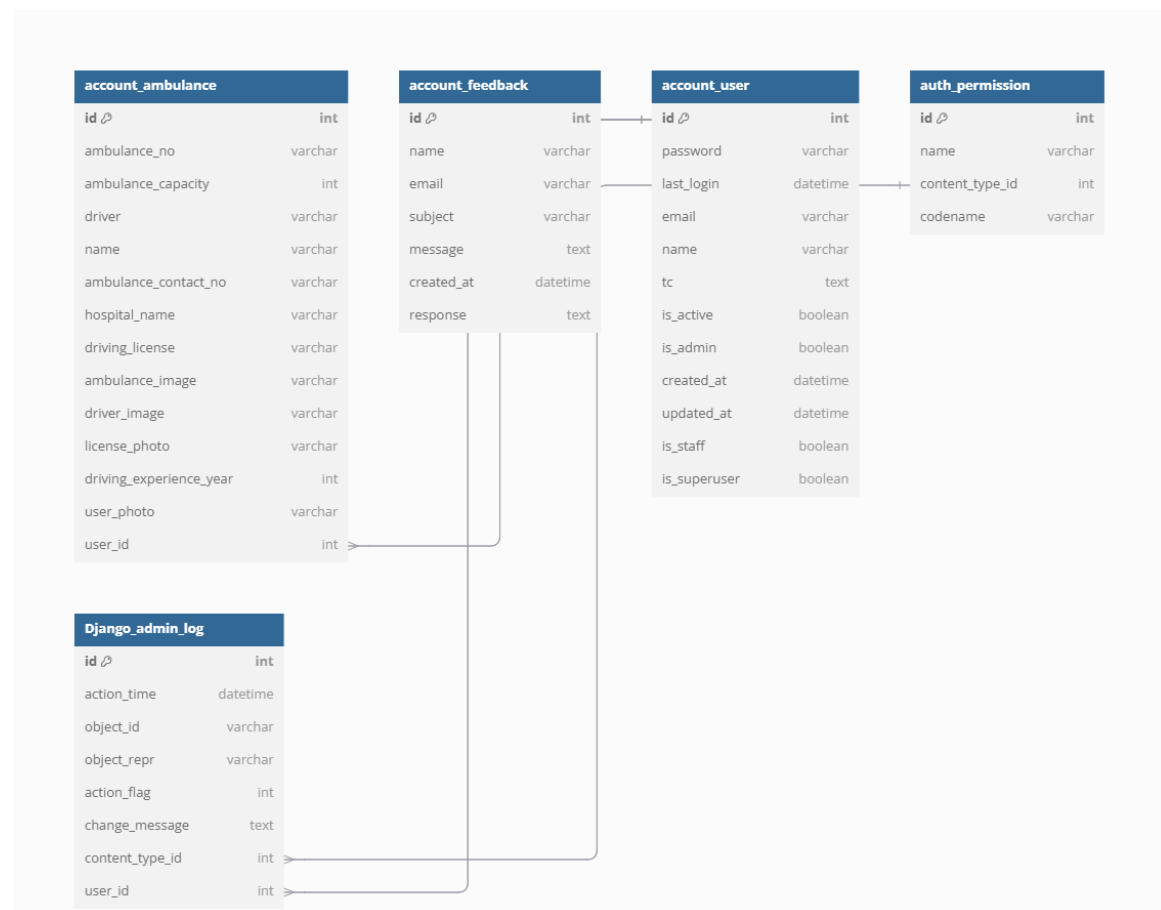 account_ambulance
id int
ambulance_no varchar
ambulance_capacity int
driver varchar
name varchar
ambulance_contact_no varchar
hospital_name varchar
driving_license varchar
ambulance_image varchar
driver_image varchar
license_photo varchar
driving_experience_year int
user_photo varchar
user_id int
account_feedback
id int
name varchar
email varchar
subject varchar
message text
created_at datetime
response text
account_user
id int
password varchar
last_login datetime
email varchar
name varchar
tc text
is_active boolean
is_admin boolean
created_at datetime
updated_at datetime
is_staff boolean
is_superuser boolean
auth_permission
id int
name varchar
content_type_id int
codename varchar
Django_admin_log
id int
action_time datetime
object_id varchar
object_repr varchar
action_flag int
change_message text
content_type_id int
user_id int